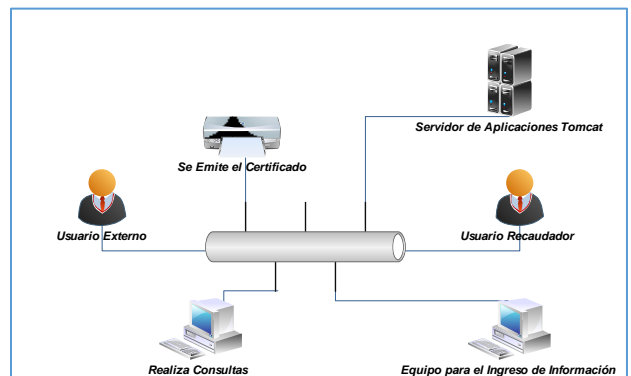 Servidor de Aplicaciones Tomcat
Se Emite el Certificado
Usuario Externo
Usuario Recaudador
Realiza Consultas
Equipo para el Ingreso de Información